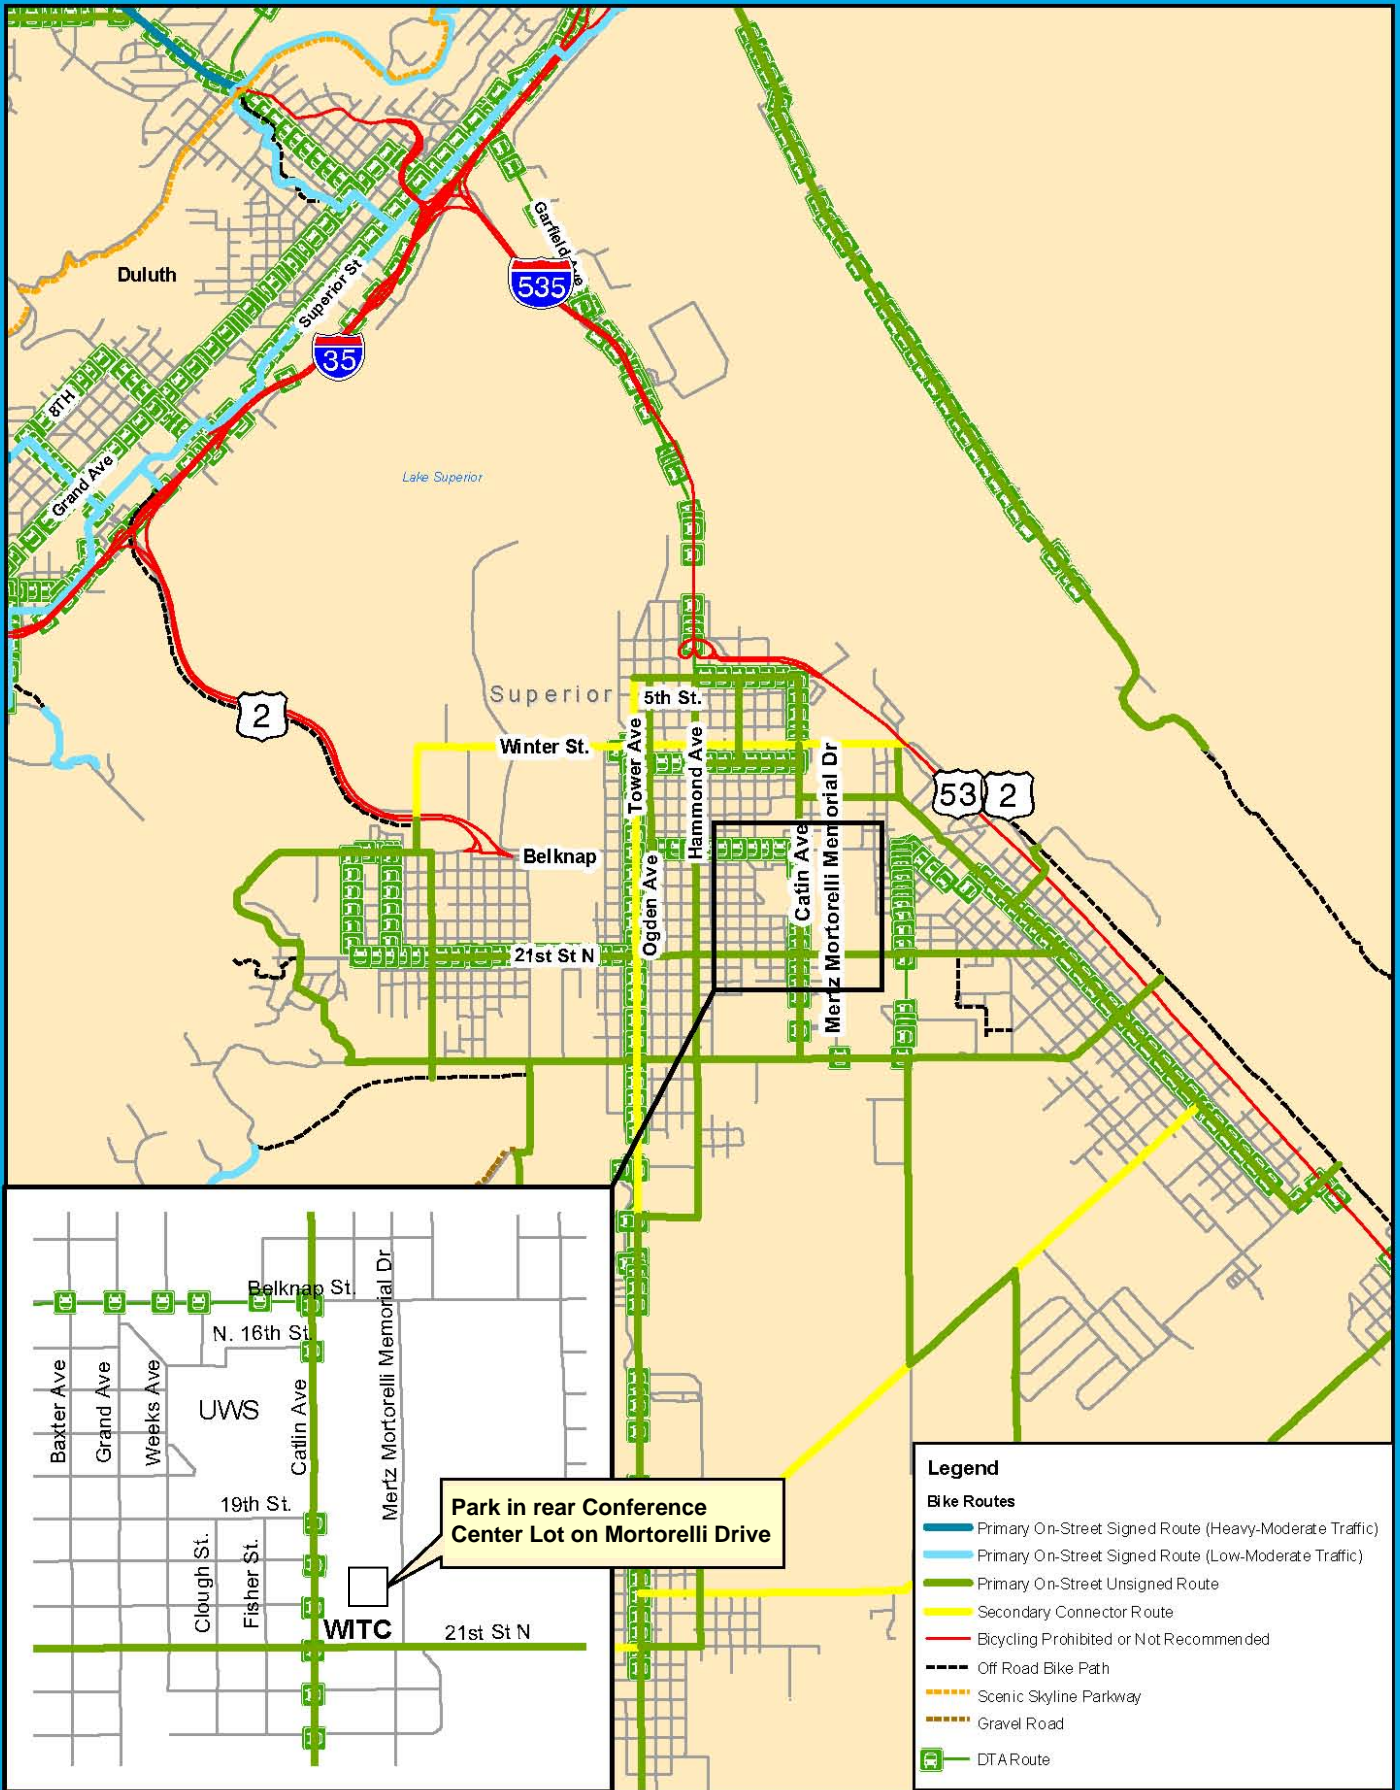 Garfield Ave
Duluth
Superior St
535
35
8TH
Grand Ave
Lake Superior
2
Superior
5th St.
Winter St.
Tower Ave
Hammond Ave
Mertz Mortorelli Memorial Dr
53
2
Catin Ave
Belknap
Ogden Ave
21st St N
Belknap St.
Mertz Mortorelli Memorial Dr
N. 16th St.
Baxter Ave
Grand Ave
Weeks Ave
UWS
Catlin Ave
19th St.
Clough St.
Fisher St.
WITC
21st St N
Park in rear Conference
Center Lot on Mortorelli Drive
Legend
Bike Routes
Primary On-Street Signed Route (Heavy-Moderate Traffic)
Primary On-Street Signed Route (Low-Moderate Traffic)
Primary On-Street Unsigned Route
Secondary Connector Route
Bicycling Prohibited or Not Recommended
Off Road Bike Path
Scenic Skyline Parkway
Gravel Road
DTA Route